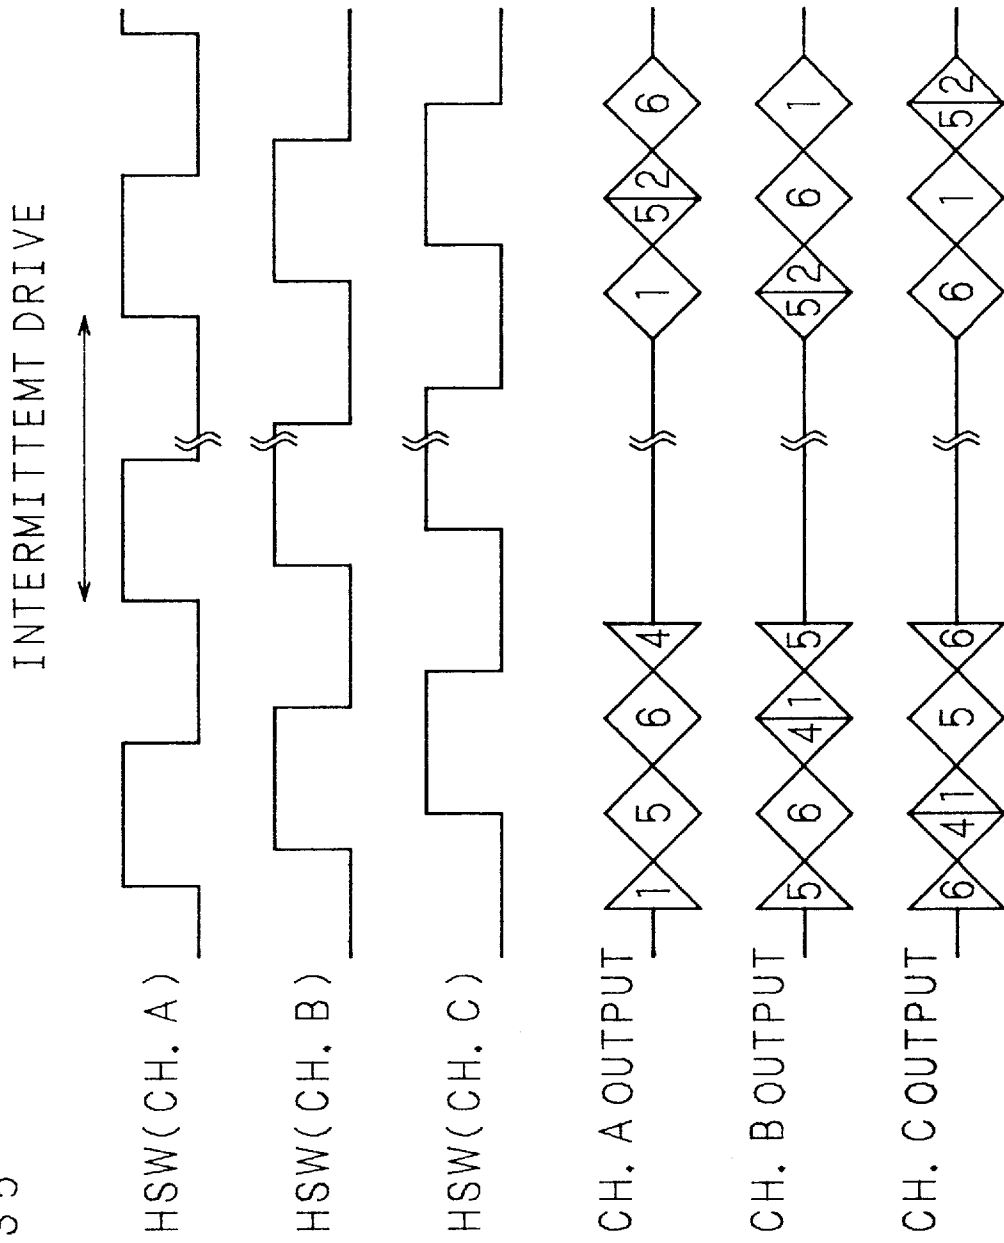 INTERMITTEMT DRIVE
HSW(CH. A)
HSW(CH. B)
HSW(CH. C)
CH. A OUTPUT 1 5 6 4 1 5 2 6
CH. B OUTPUT 5 6 4 1 5 5 2 6 1
CH. C OUTPUT 6 4 1 5 6 6 1 5 2